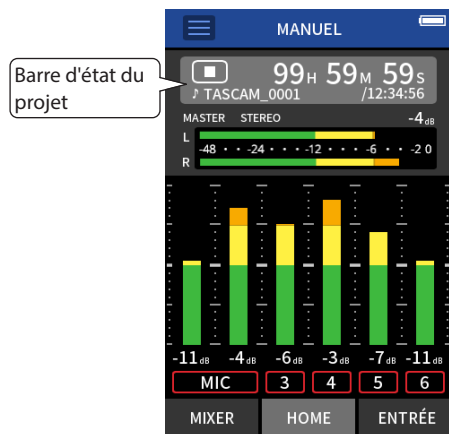 MANUEL
Barre d'état du
projet
99H 59M 59S
♪ TASCAM_0001 /12:34:56
MASTER STEREO -4dB
L
-48 · · -24 · · · · -12 · · · · -6 · · -2 0
R
-11dB -4dB -6dB -3dB -7dB -11dB
MIC 3 4 5 6
MIXER HOME ENTRÉE